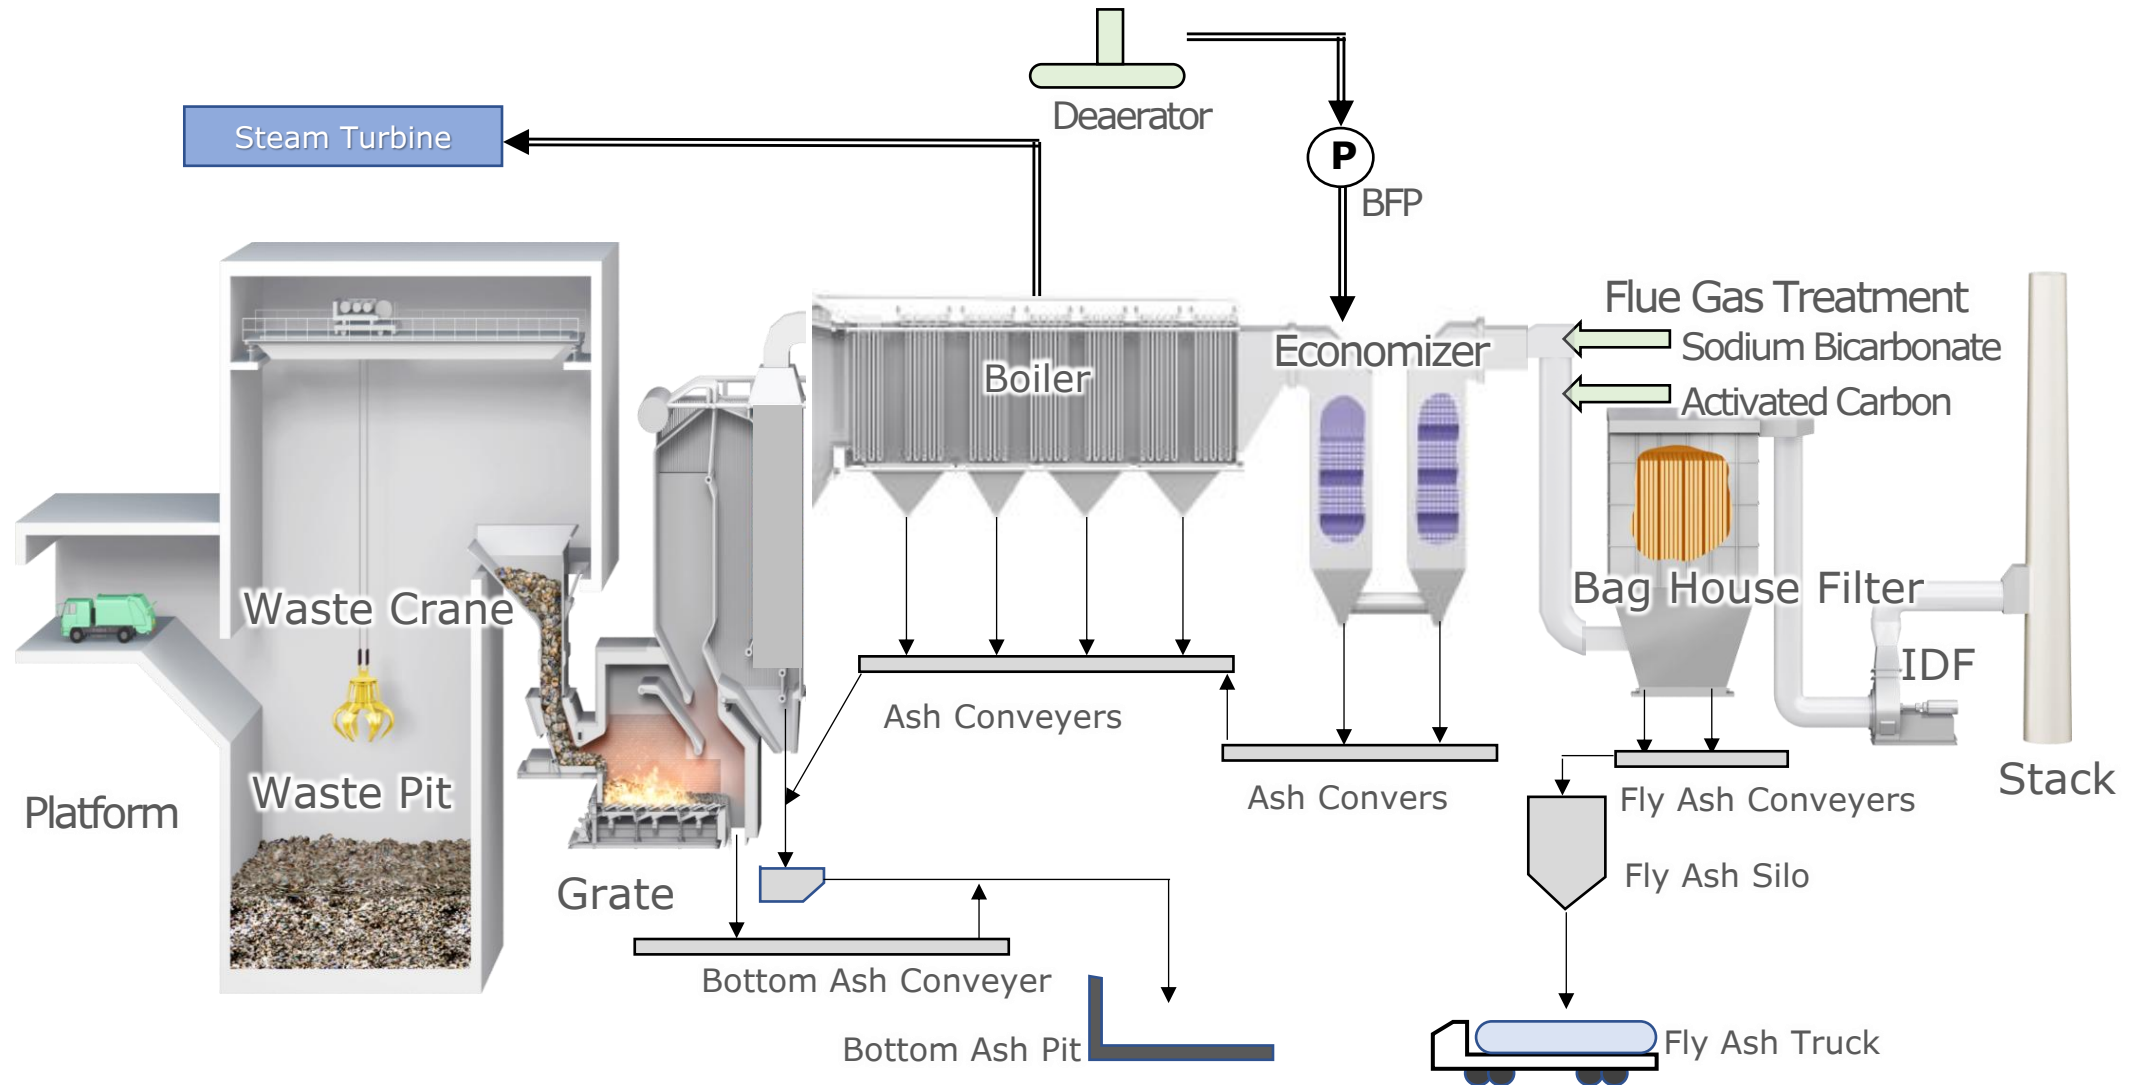 Deaerator
Steam Turbine
P
BFP
Flue Gas Treatment
Sodium Bicarbonate
Economizer
Boiler
Activated Carbon
Waste Crane
Bag House Filter
IDF
Ash Conveyers
Waste Pit
Platform
Ash Convers
Fly Ash Conveyers
Stack
Grate
Fly Ash Silo
Bottom Ash Conveyer
Bottom Ash Pit
Fly Ash Truck